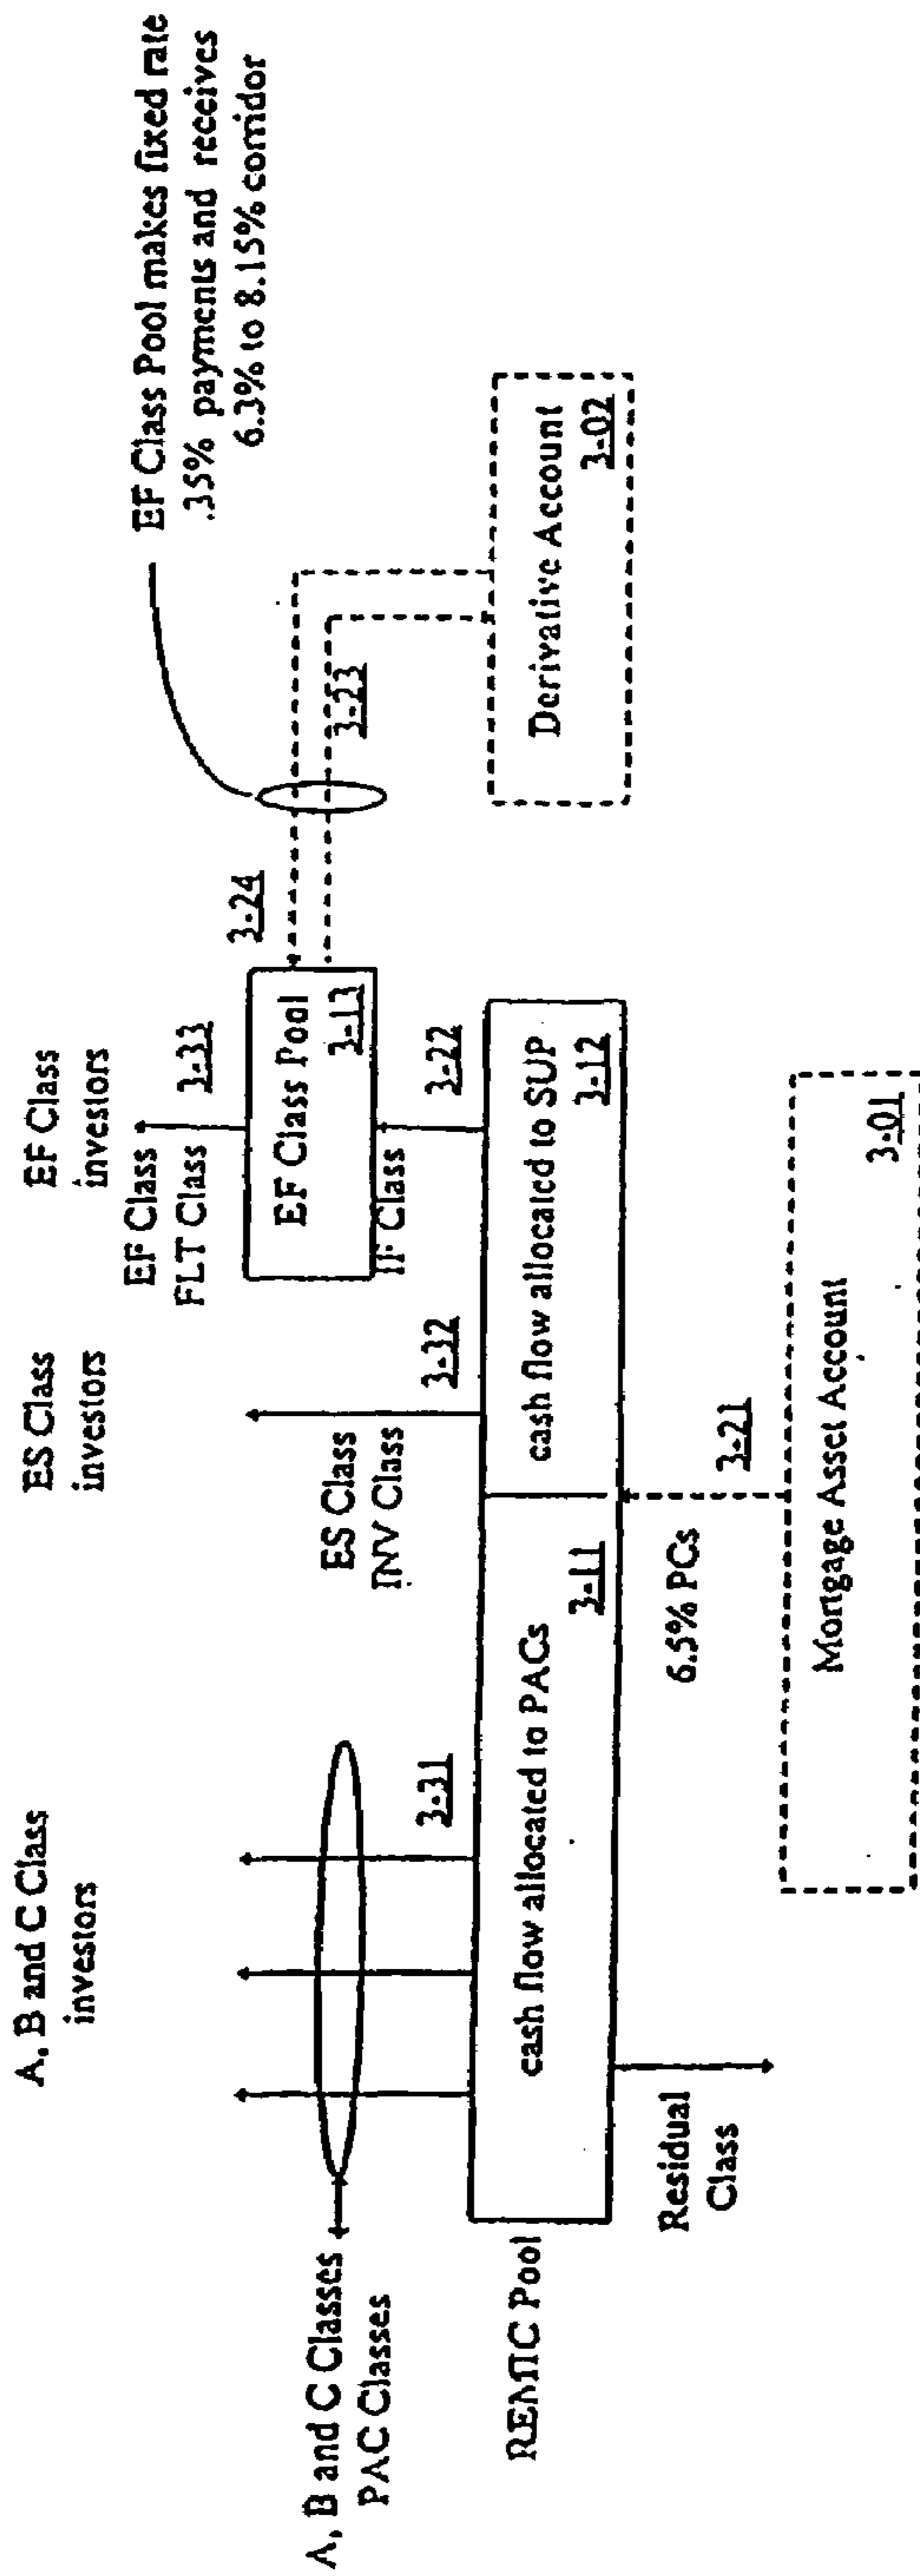 A, B and C Class
investors
ES Class
investors
EF Class
investors
EF Class Pool makes fixed rate
.35% payments and receives
6.3% to 8.15% corridor
A, B and C Classes
PAC Classes
3-31
ES Class
INV Class
3-32
EF Class
FLT Class
3-33
EF Class Pool
3-13
3-24
3-23
IF Class
3-22
REMIC Pool
cash flow allocated to PACs
3-11
cash flow allocated to SUP
3-12
Derivative Account
3-02
Residual
Class
6.5% PCs
3-21
Mortgage Asset Account
3-01